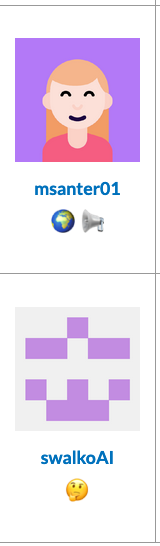 msanter01
🌍 📢
swalkoAI
🤔